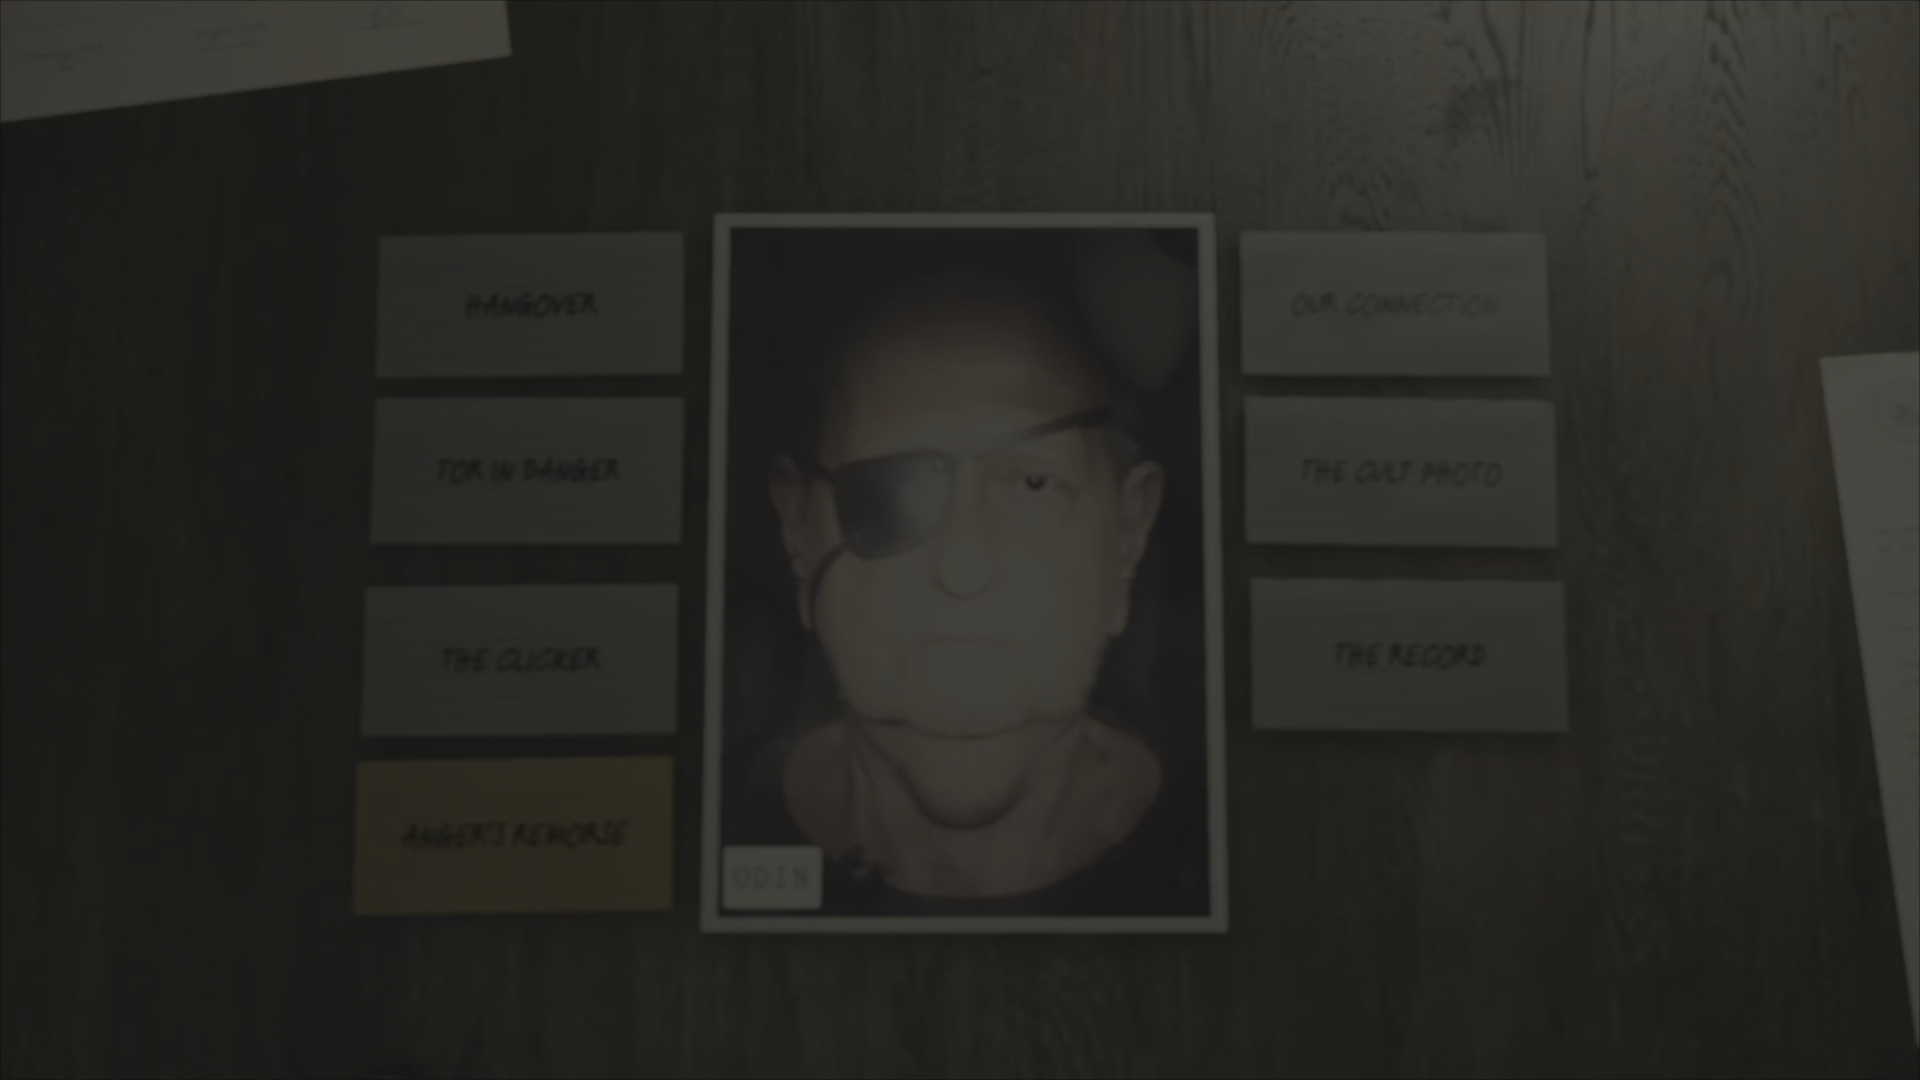 HANGOVER
TOR IN DANGER
THE CLICKER
ANGER'S REMORSE
ODIN
OUR CONNECTION
THE CULT PHOTO
THE RECORD